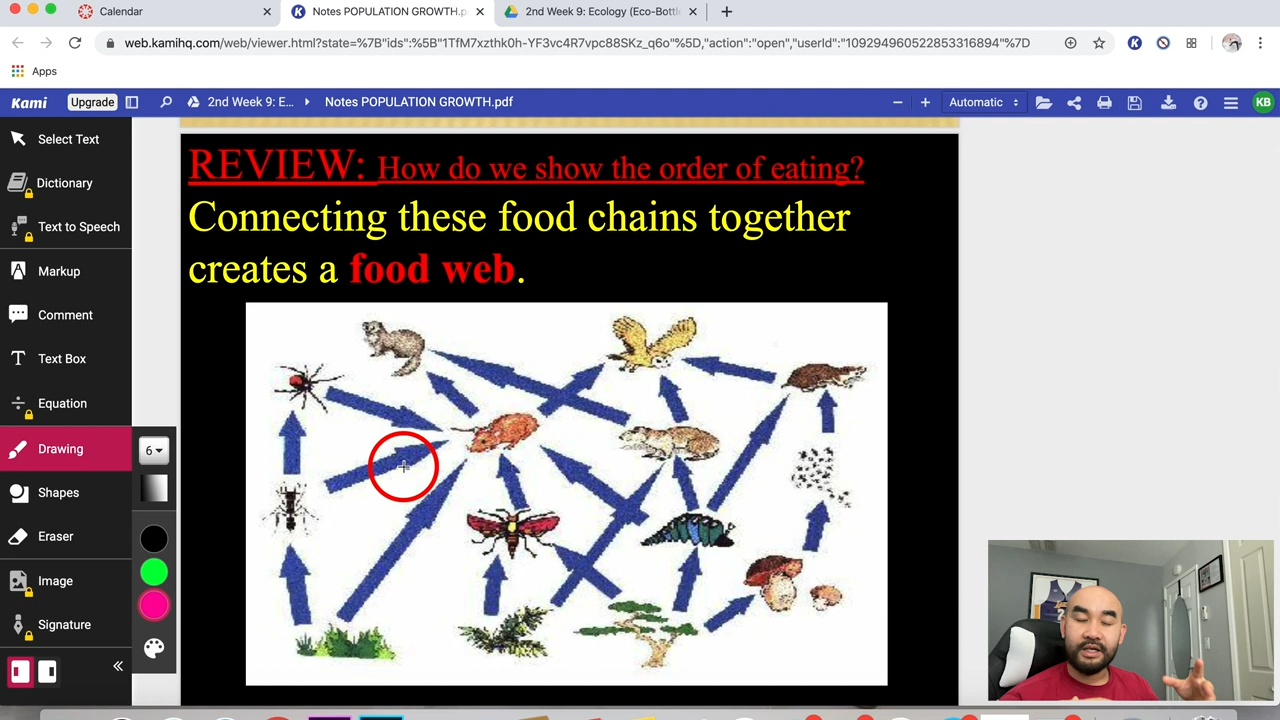 Calendar
Notes POPULATION GROWTH.p
2nd Week 9: Ecology (Eco-Bottl
web.kamihq.com/web/viewer.html?state=%7B"ids":%5B"1TfM7xzthk0h-YF3vc4R7vpc88SKz_q6o"%5D,"action":"open","userId":"109294960522853316894"%7D
Apps
Kami
Upgrade
2nd Week 9: E...
Notes POPULATION GROWTH.pdf
Automatic
KB
Select Text
Dictionary
Text to Speech
Markup
Comment
Text Box
Equation
Drawing
6
Shapes
Eraser
Image
Signature
REVIEW: How do we show the order of eating?
Connecting these food chains together
creates a food web.